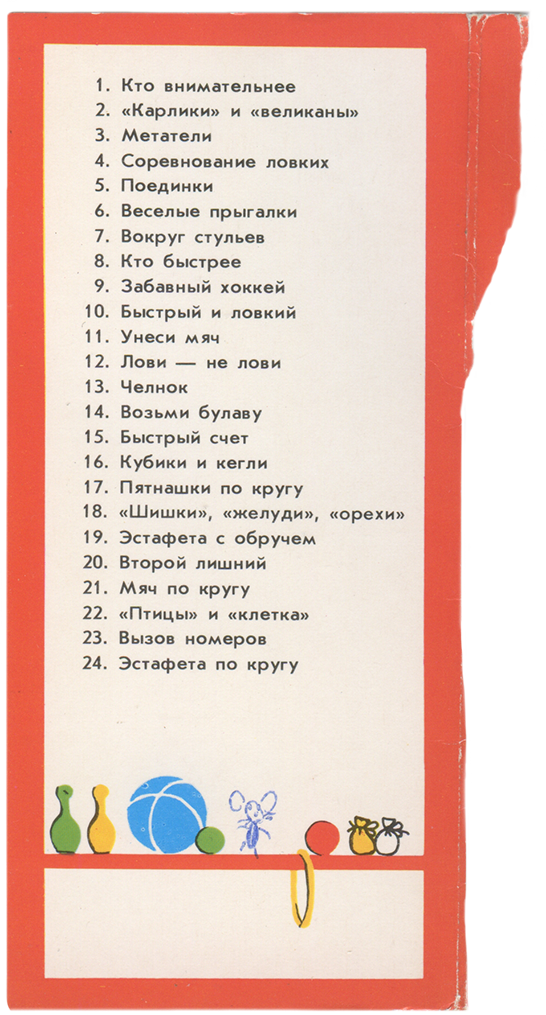 1. Кто внимательнее
2. «Карлики» и «великаны»
3. Метатели
4. Соревнование ловких
5. Поединки
6. Веселые прыгалки
7. Вокруг стульев
8. Кто быстрее
9. Забавный хоккей
10. Быстрый и ловкий
11. Унеси мяч
12. Лови — не лови
13. Челнок
14. Возьми булаву
15. Быстрый счет
16. Кубики и кегли
17. Пятнашки по кругу
18. «Шишки», «желуди», «орехи»
19. Эстафета с обручем
20. Второй лишний
21. Мяч по кругу
22. «Птицы» и «клетка»
23. Вызов номеров
24. Эстафета по кругу